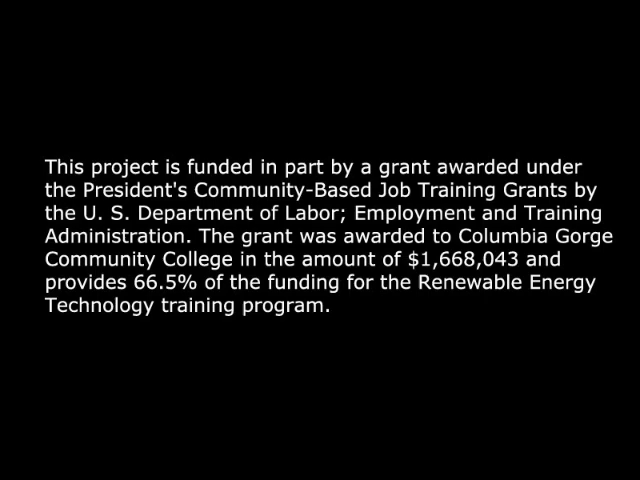 This project is funded in part by a grant awarded under
the President's Community-Based Job Training Grants by
the U. S. Department of Labor; Employment and Training
Administration. The grant was awarded to Columbia Gorge
Community College in the amount of $1,668,043 and
provides 66.5% of the funding for the Renewable Energy
Technology training program.